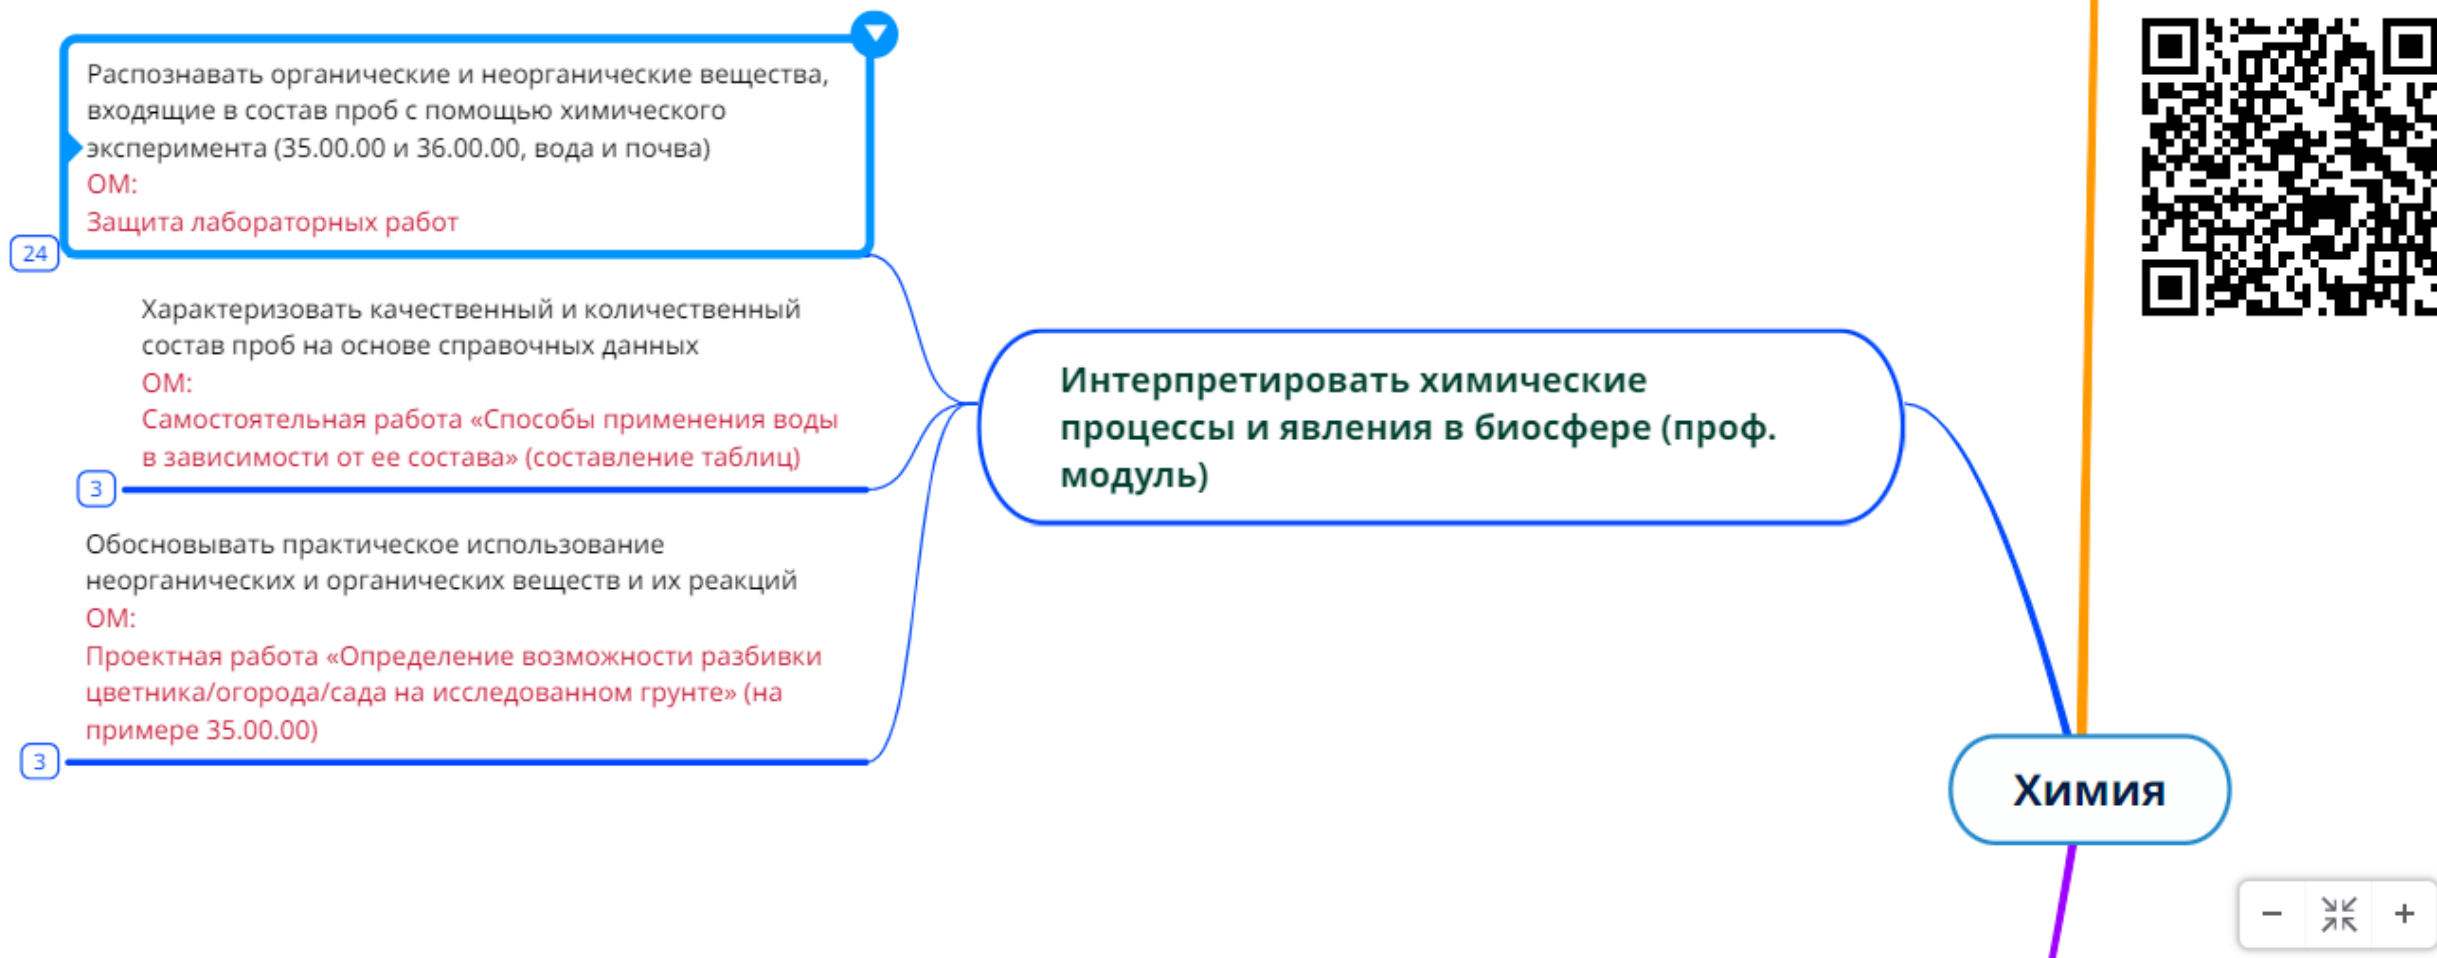 Распознавать органические и неорганические вещества,
входящие в состав проб с помощью химического
эксперимента (35.00.00 и 36.00.00, вода и почва)
ОМ:
Защита лабораторных работ
24
Характеризовать качественный и количественный
состав проб на основе справочных данных
ОМ:
Самостоятельная работа «Способы применения воды
в зависимости от ее состава» (составление таблиц)
3
Обосновывать практическое использование
неорганических и органических веществ и их реакций
ОМ:
Проектная работа «Определение возможности разбивки
цветника/огорода/сада на исследованном грунте» (на
примере 35.00.00)
3
Интерпретировать химические
процессы и явления в биосфере (проф.
модуль)
Химия